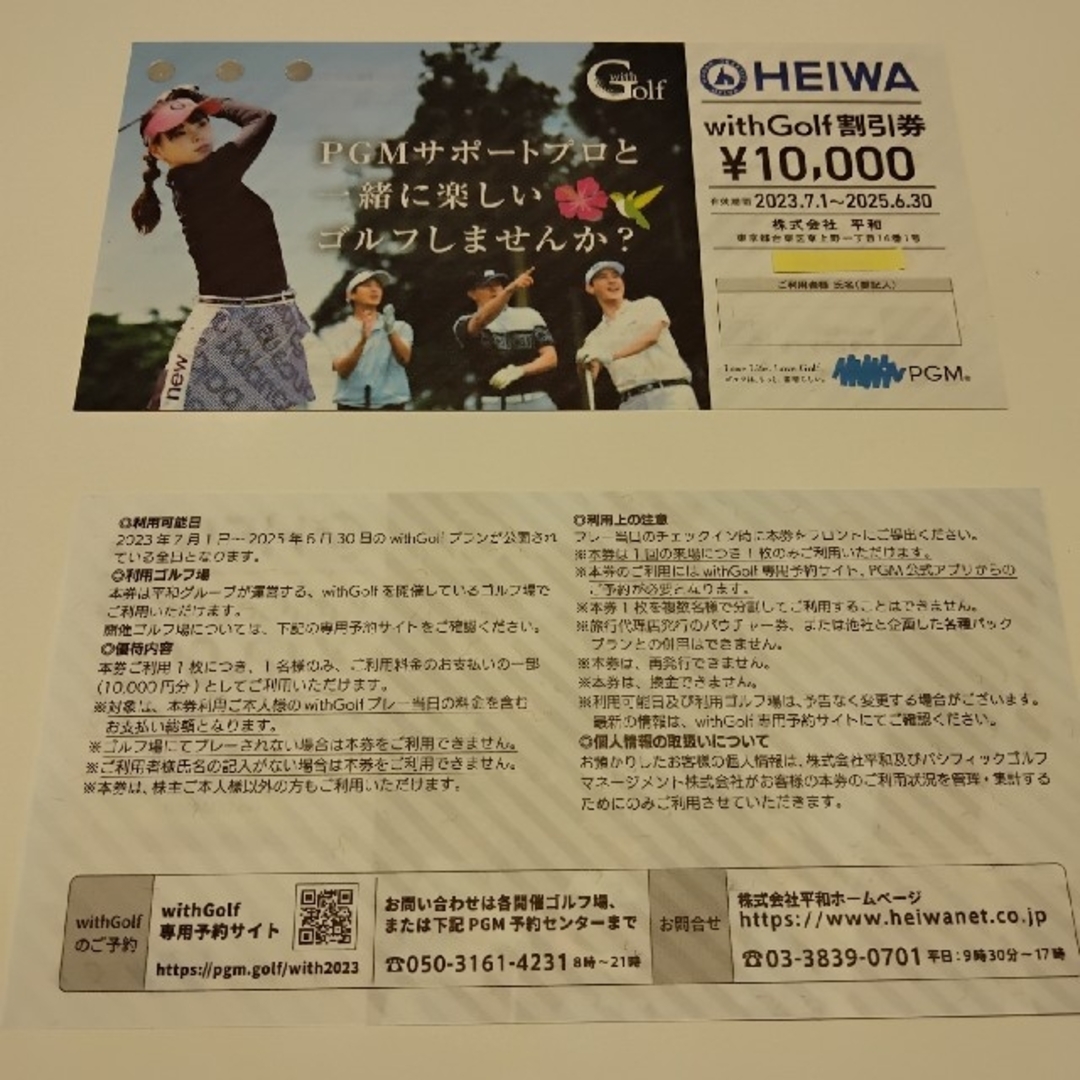 with Golf
PGMサポートプロと
一緒に楽しい
ゴルフしませんか？
new
HEIWA
withGolf 割引券
¥10,000
有効期間 2023.7.1～2025.6.30
株式会社 平和
東京都台東区東上野一丁目16番1号
ご利用者様 氏名(要記入)
Love Life. Love Golf.
PGM®
◎利用可能日
2023年7月1日～2025年6月30日のwithGolfプランが公開され
ている全日となります。
◎利用ゴルフ場
本券は平和グループが運営する、withGolfを開催しているゴルフ場で
ご利用いただけます。
開催ゴルフ場については、下記の専用予約サイトをご確認ください。
◎優待内容
本券ご利用1枚につき、1名様のみ、ご利用料金のお支払いの一部
(10,000円分)としてご利用いただけます。
※対象は、本券利用ご本人様のwithGolfプレー当日の料金を含む
お支払い総額となります。
※ゴルフ場にてプレーされない場合は本券をご利用できません。
※ご利用者様氏名の記入がない場合は本券をご利用できません。
※本券は、株主ご本人様以外の方もご利用いただけます。
◎利用上の注意
プレー当日のチェックイン時に本券をフロントにご提出ください。
※本券は1回の来場につき1枚のみご利用いただけます。
※本券のご利用にはwithGolf専用予約サイト、PGM公式アプリからの
ご予約が必要となります。
※本券1枚を複数名様で分割してご利用することはできません。
※旅行代理店発行のバウチャー券、または他社と企画した各種パック
プランとの併用はできません。
※本券は、再発行できません。
※本券は、換金できません。
※利用可能日及び利用ゴルフ場は、予告なく変更する場合がございます。
最新の情報は、withGolf専用予約サイトにてご確認ください。
◎個人情報の取扱いについて
お預かりしたお客様の個人情報は、株式会社平和及びパシフィックゴルフ
マネージメント株式会社がお客様の本券のご利用状況を管理・集計する
ためにのみご利用させていただきます。
withGolf
のご予約
withGolf
専用予約サイト
https://pgm.golf/with2023
お問い合わせは各開催ゴルフ場、
または下記PGM予約センターまで
☎050-3161-4231 8時～21時
お問合せ
株式会社平和ホームページ
https://www.heiwanet.co.jp
☎03-3839-0701 平日：9時30分～17時